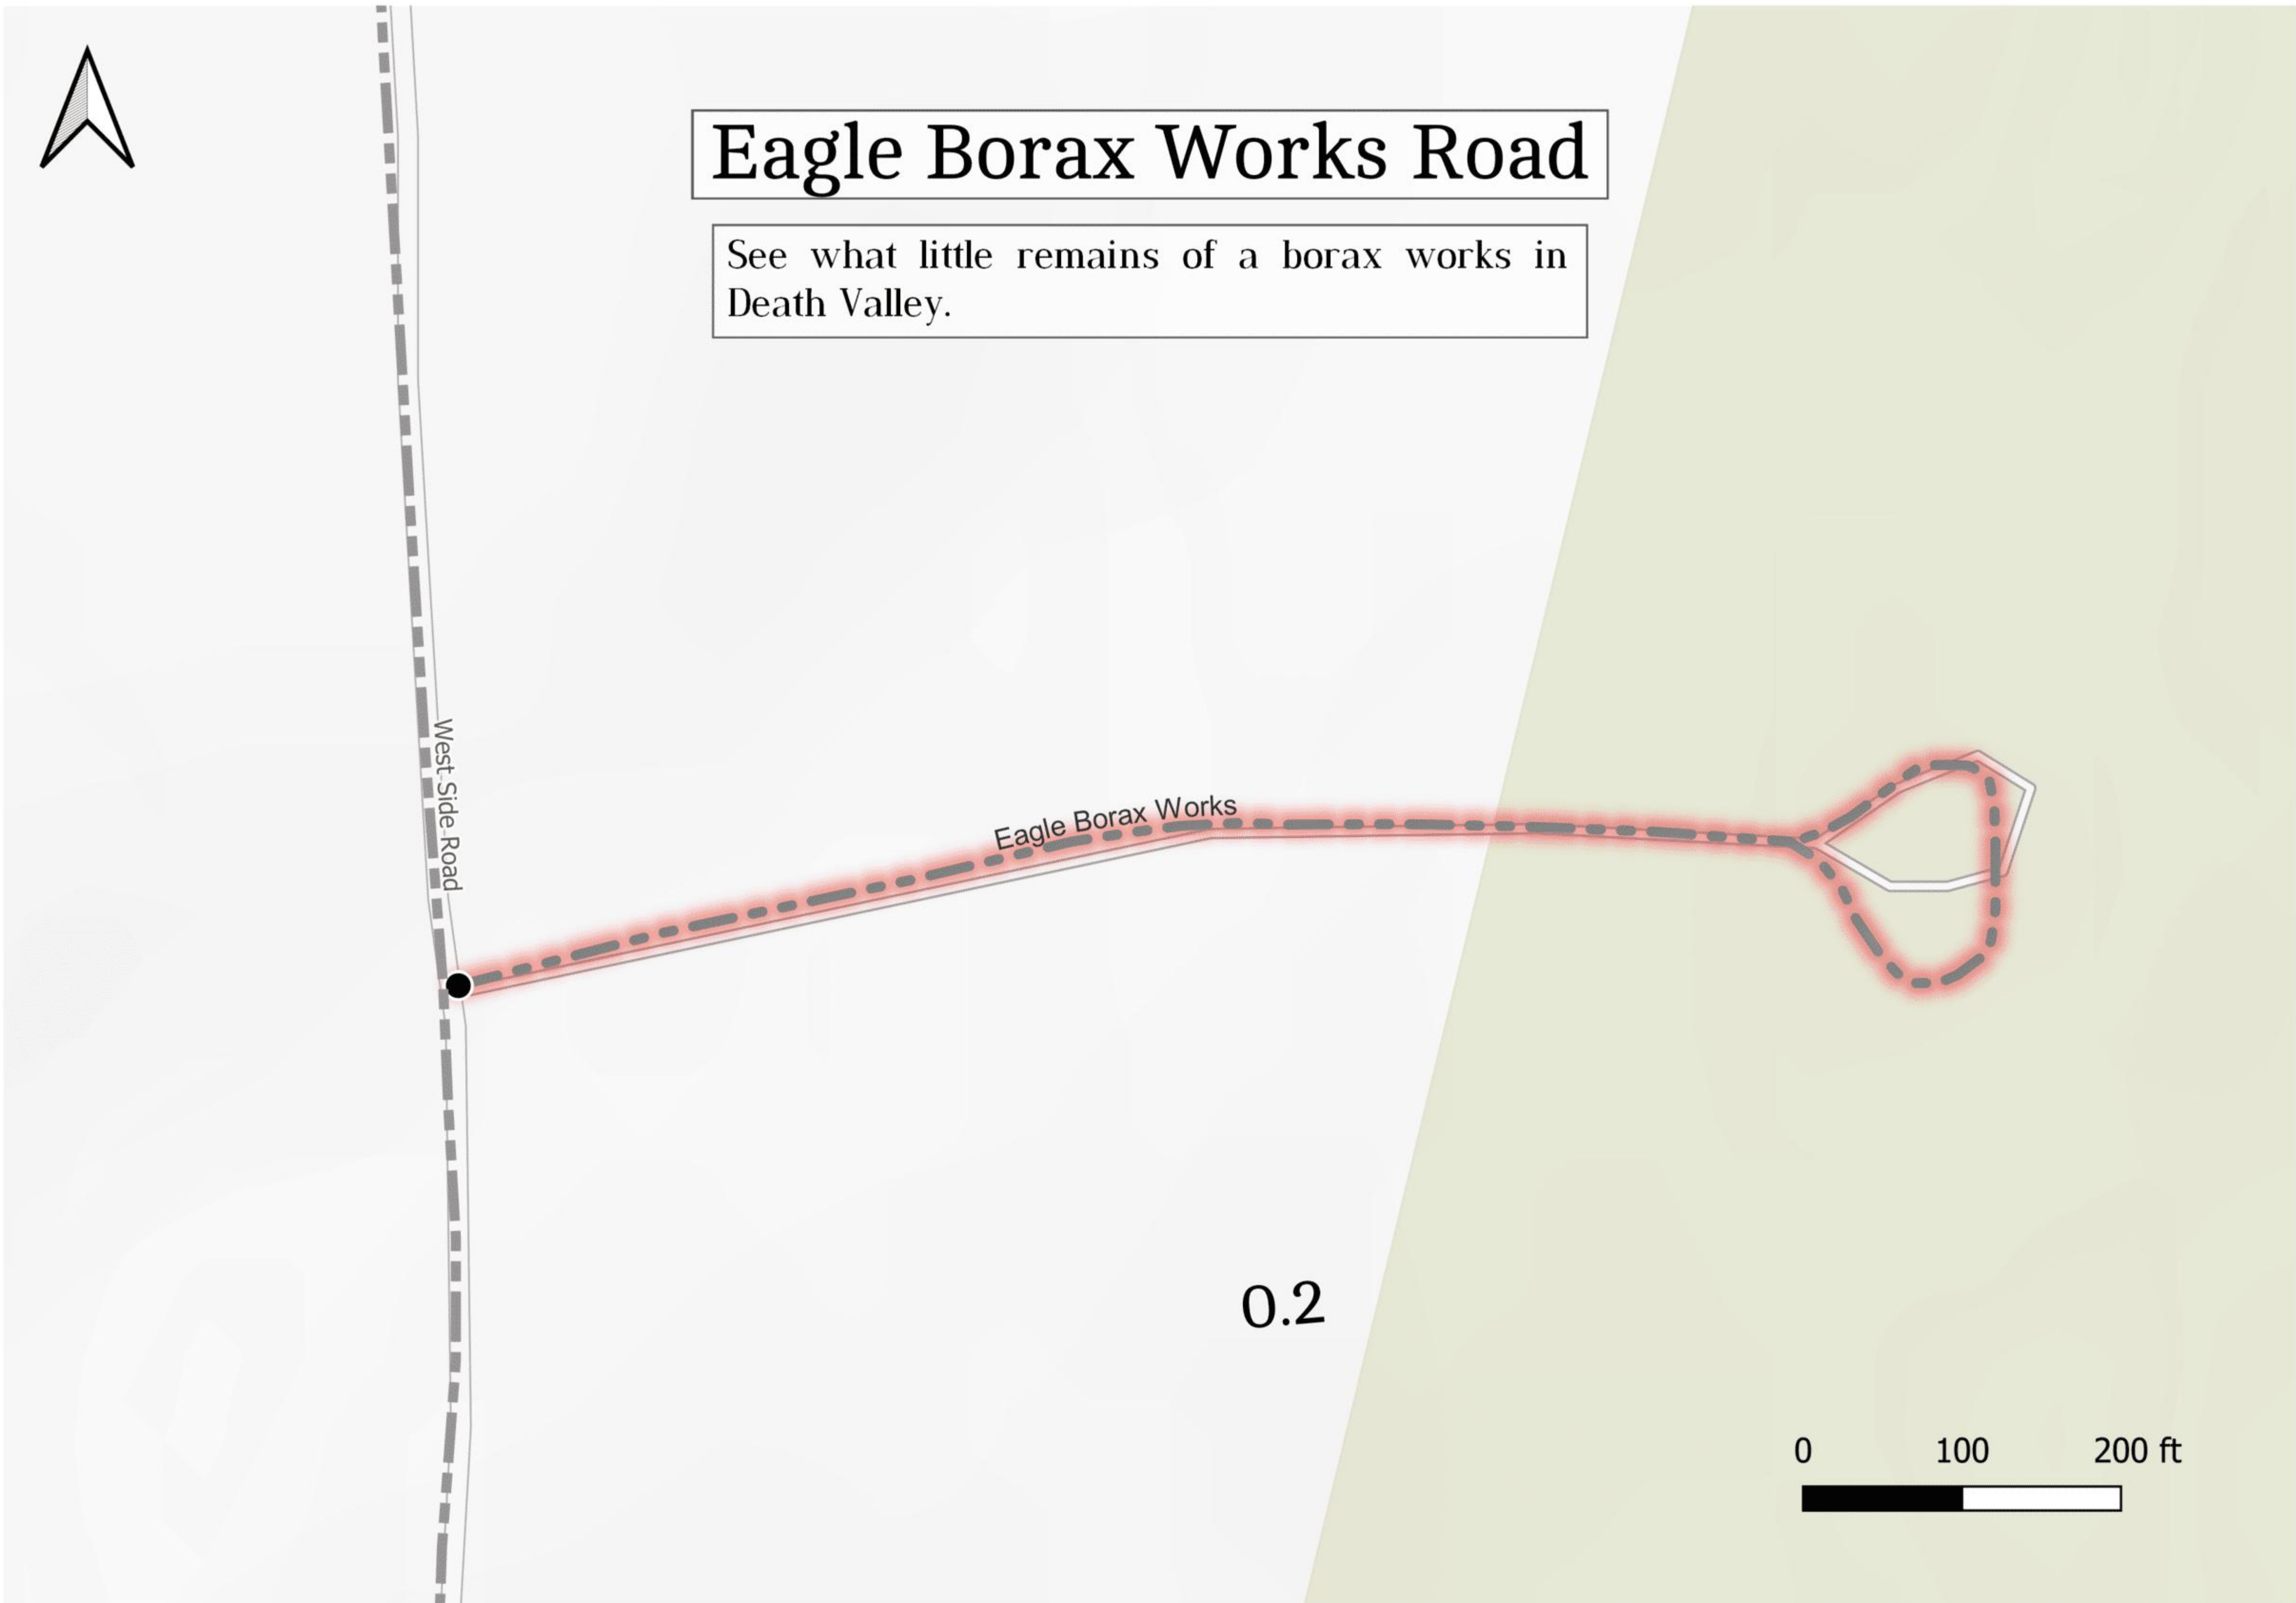 Eagle Borax Works Road
See what little remains of a borax works in
Death Valley.
West Side Road
Eagle Borax Works
0.2
0 100 200 ft